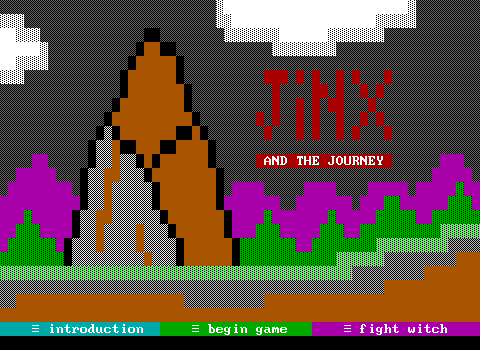 JiNX
AND THE JOURNEY
≡ introduction
≡ begin game
≡ fight witch